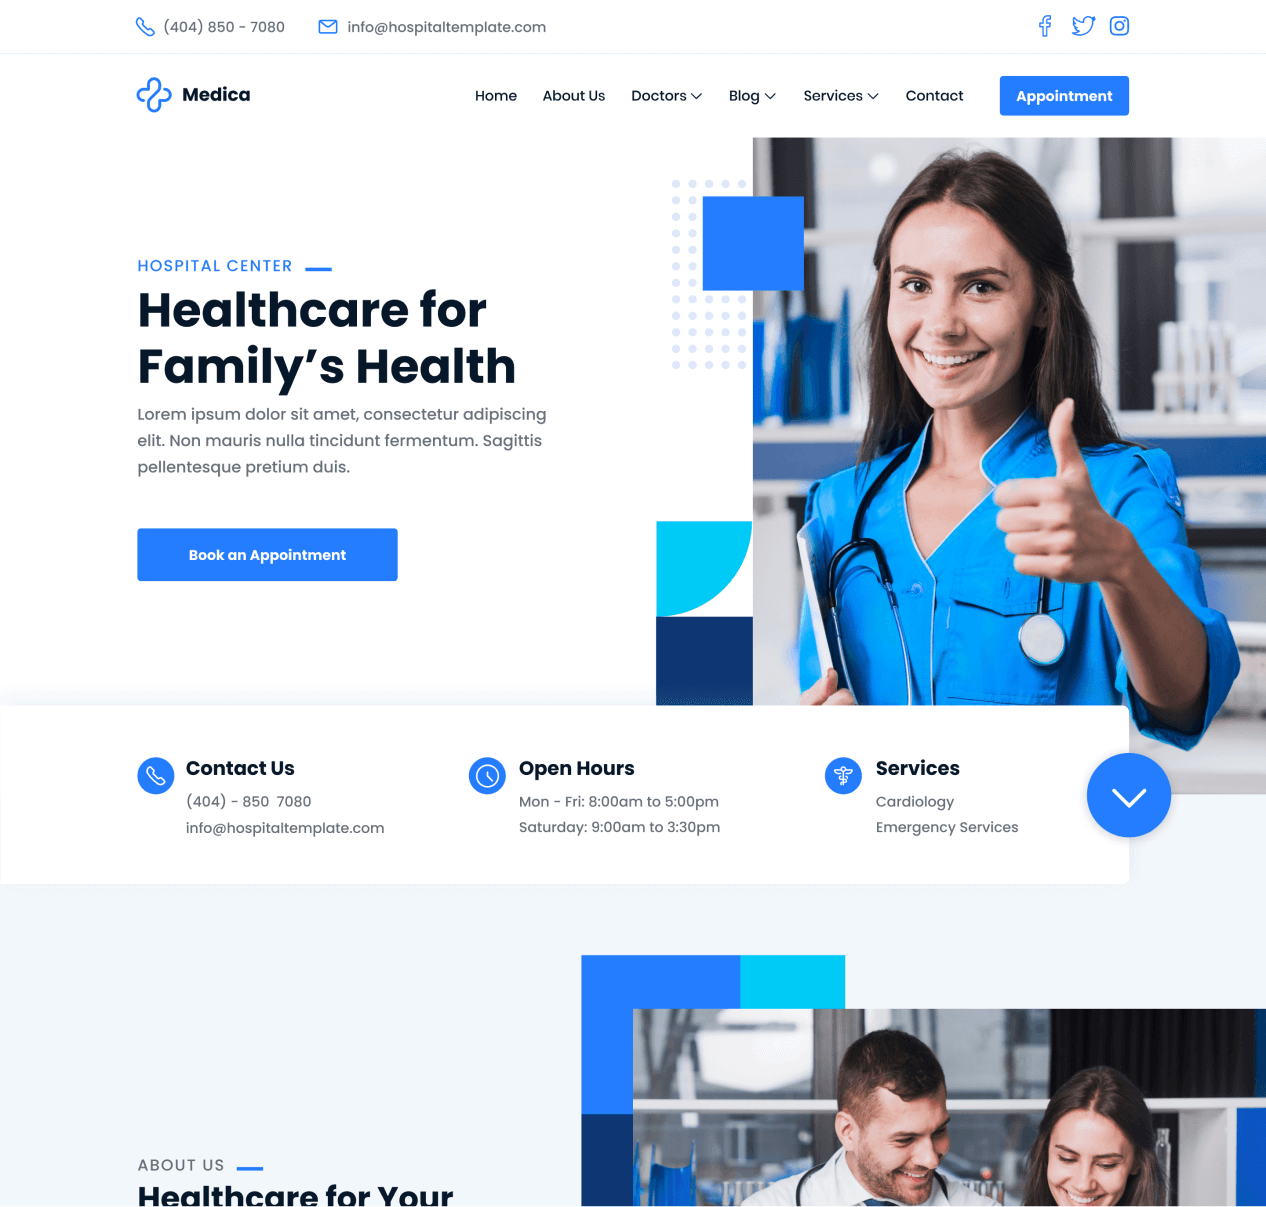 (404) 850 - 7080
info@hospitaltemplate.com
Medica
Home
About Us
Doctors
Blog
Services
Contact
Appointment
HOSPITAL CENTER
Healthcare for
Family’s Health
Lorem ipsum dolor sit amet, consectetur adipiscing
elit. Non mauris nulla tincidunt fermentum. Sagittis
pellentesque pretium duis.
Book an Appointment
Contact Us
(404) - 850  7080
info@hospitaltemplate.com
Open Hours
Mon - Fri: 8:00am to 5:00pm
Saturday: 9:00am to 3:30pm
Services
Cardiology
Emergency Services
ABOUT US
Healthcare for Your